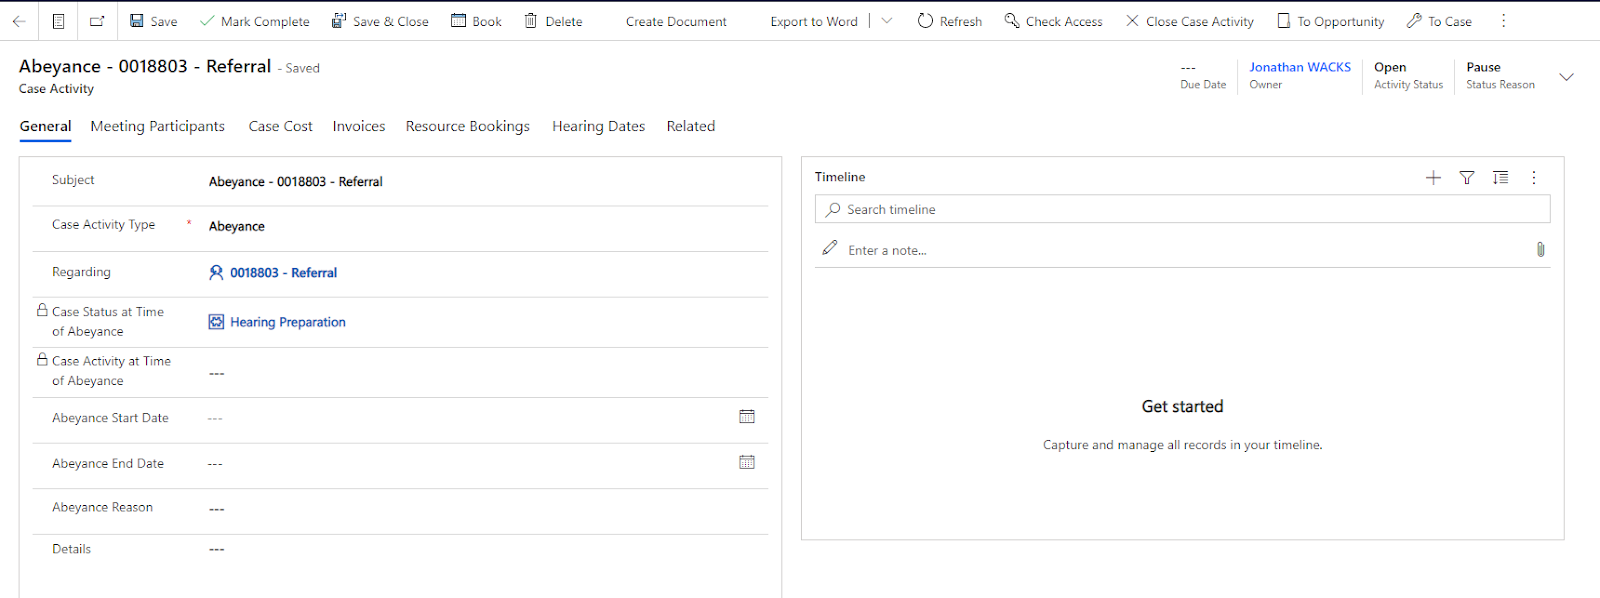 Save Mark Complete Save & Close Book Delete Create Document Export to Word Refresh Check Access Close Case Activity To Opportunity To Case
Abeyance - 0018803 - Referral - Saved
Case Activity
--- Jonathan WACKS Open Pause
Due Date Owner Activity Status Status Reason
General Meeting Participants Case Cost Invoices Resource Bookings Hearing Dates Related
Subject Abeyance - 0018803 - Referral
Case Activity Type * Abeyance
Regarding 0018803 - Referral
Case Status at Time
of Abeyance
Hearing Preparation
Case Activity at Time
of Abeyance
---
Abeyance Start Date ---
Abeyance End Date ---
Abeyance Reason ---
Details ---
Timeline
Search timeline
Enter a note...
Get started
Capture and manage all records in your timeline.